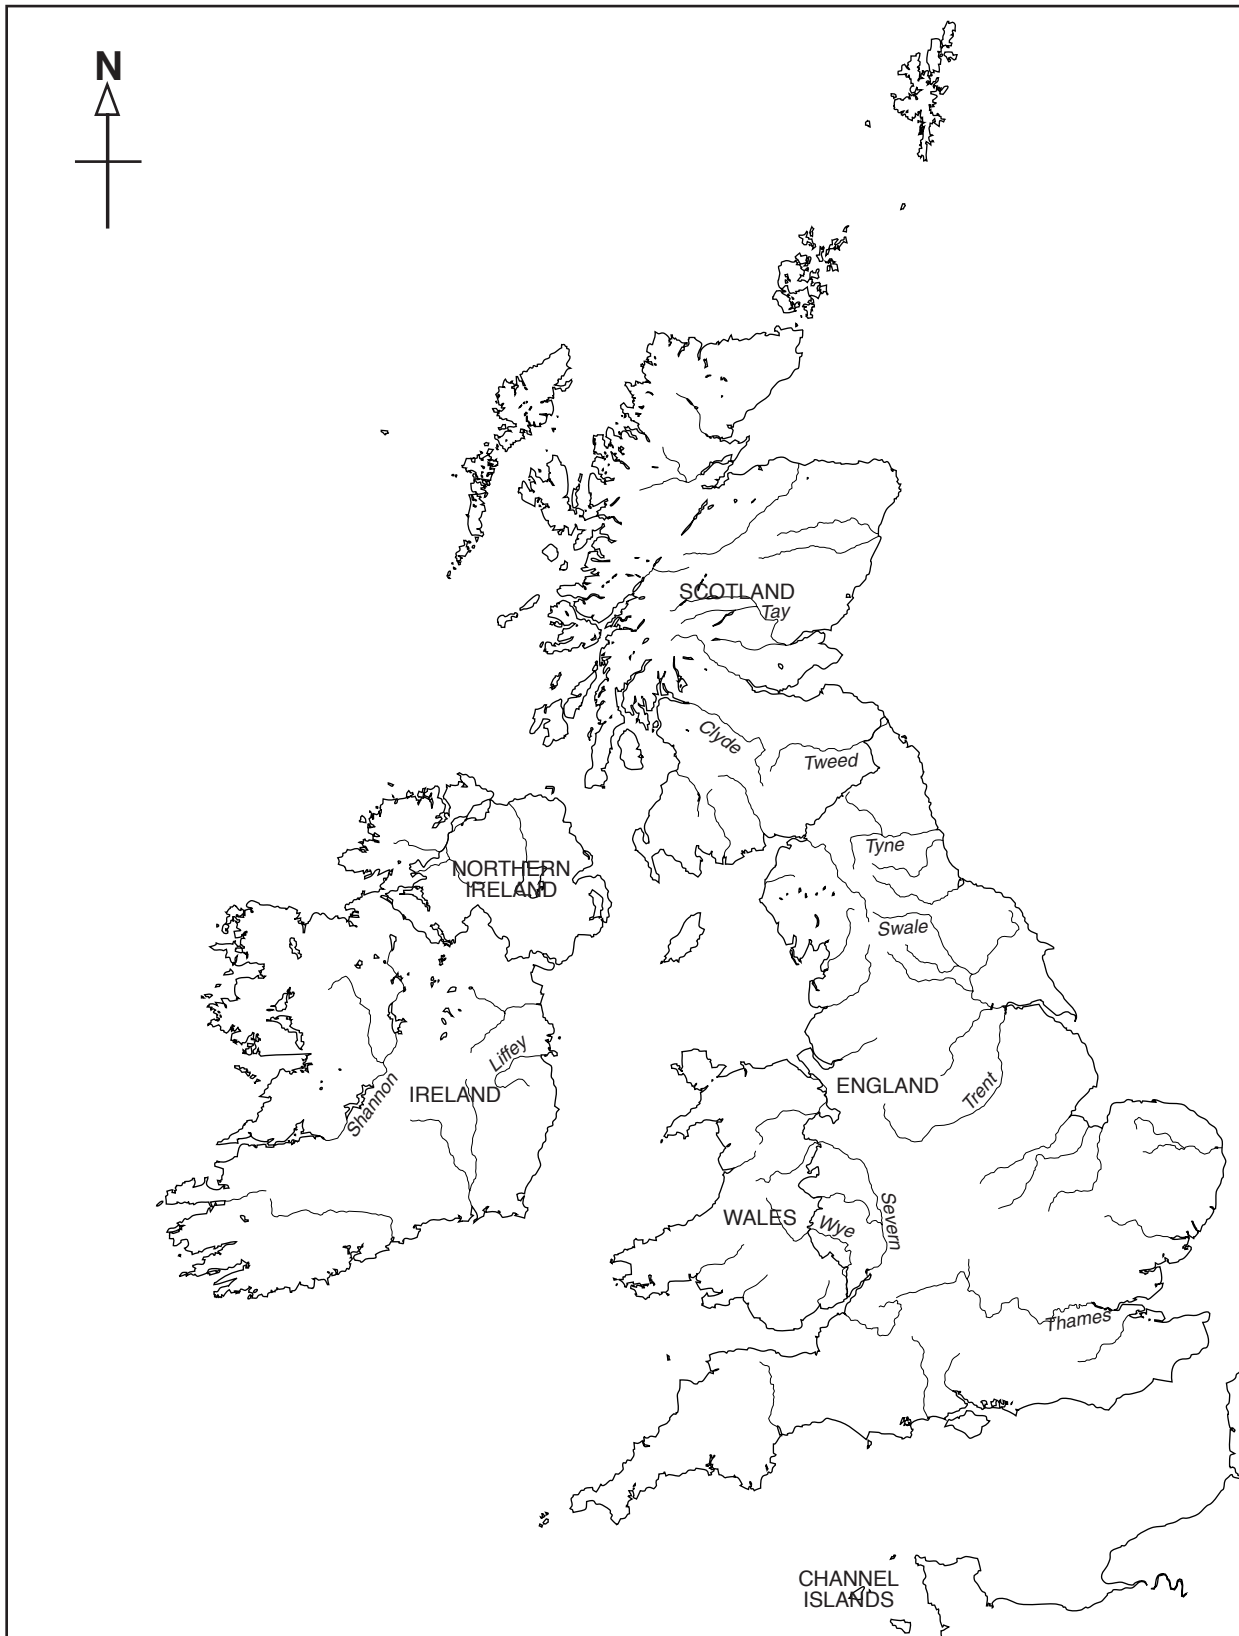 N
SCOTLAND
Tay
Clyde
Tweed
Tyne
NORTHERN
IRELAND
Swale
Liffey
ENGLAND
Trent
IRELAND
Shannon
Severn
WALES
Wye
Thames
CHANNEL
ISLANDS